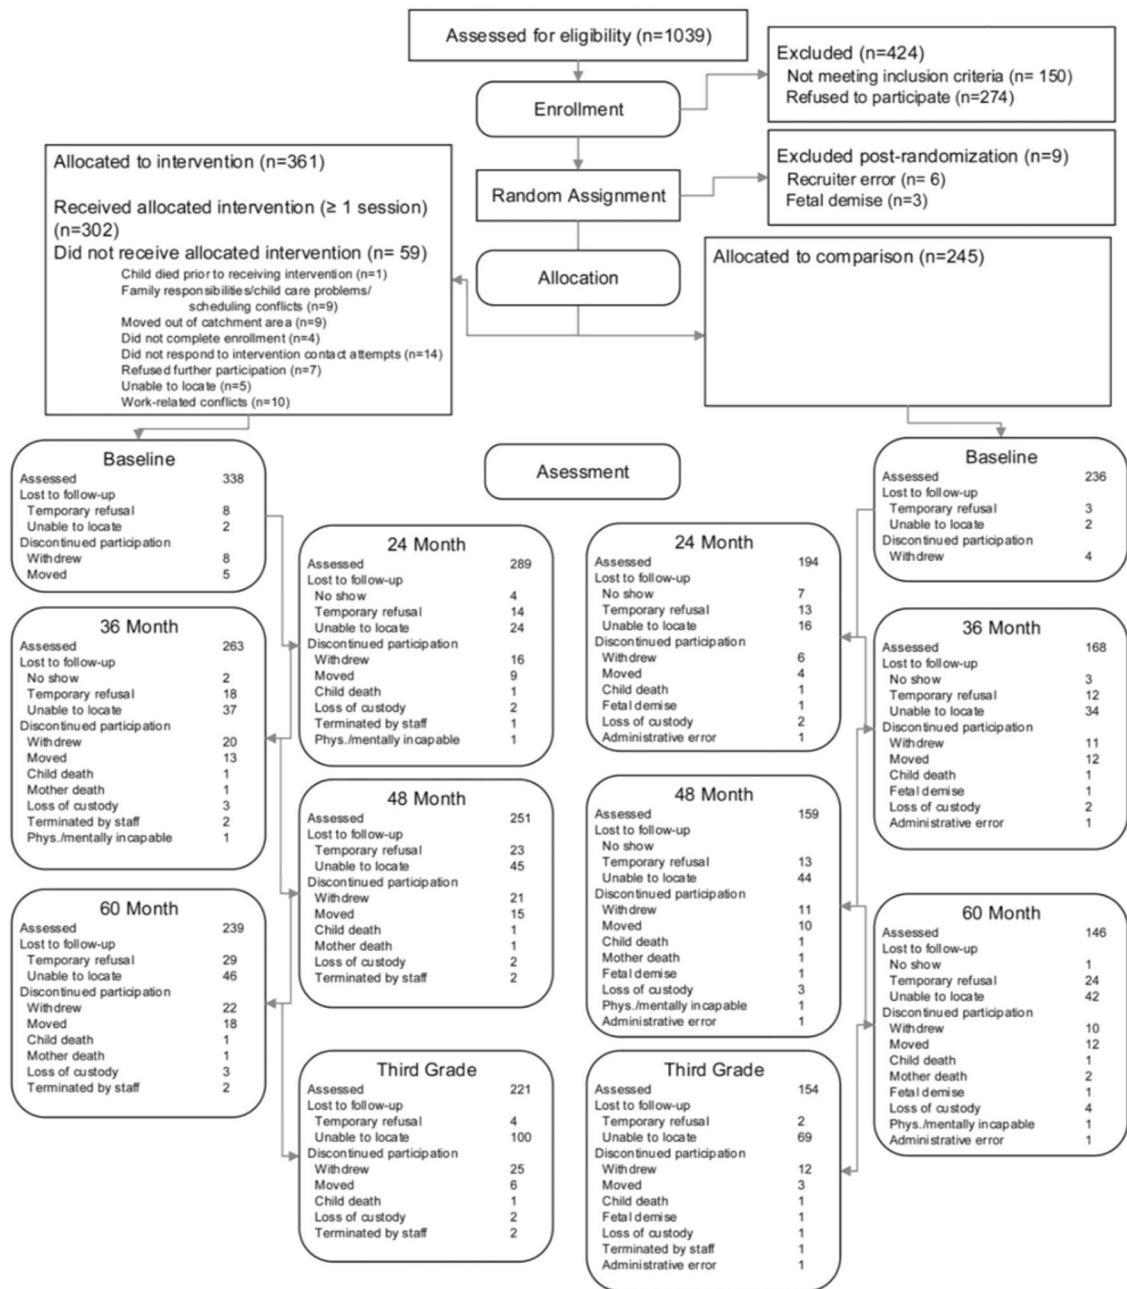 Assessed for eligibility (n=1039)
Excluded (n=424)
Not meeting inclusion criteria (n= 150)
Refused to participate (n=274)
Enrollment
Excluded post-randomization (n=9)
Recruiter error (n= 6)
Fetal demise (n=3)
Random Assignment
Allocated to intervention (n=361)
Received allocated intervention (≥ 1 session)
(n=302)
Did not receive allocated intervention (n= 59)
Child died prior to receiving intervention (n=1)
Family responsibilities/child care problems/
scheduling conflicts (n=9)
Moved out of catchment area (n=9)
Did not complete enrollment (n=4)
Did not respond to intervention contact attempts (n=14)
Refused further participation (n=7)
Unable to locate (n=5)
Work-related conflicts (n=10)
Allocation
Allocated to comparison (n=245)
Asessment
Baseline
Assessed 338
Lost to follow-up
Temporary refusal 8
Unable to locate 2
Discontinued participation
Withdrew 8
Moved 5
24 Month
Assessed 289
Lost to follow-up
No show 4
Temporary refusal 14
Unable to locate 24
Discontinued participation
Withdrew 16
Moved 9
Child death 1
Loss of custody 2
Terminated by staff 1
Phys./mentally incapable 1
36 Month
Assessed 263
Lost to follow-up
No show 2
Temporary refusal 18
Unable to locate 37
Discontinued participation
Withdrew 20
Moved 13
Child death 1
Mother death 1
Loss of custody 3
Terminated by staff 2
Phys./mentally incapable 1
48 Month
Assessed 251
Lost to follow-up
Temporary refusal 23
Unable to locate 45
Discontinued participation
Withdrew 21
Moved 15
Child death 1
Mother death 1
Loss of custody 2
Terminated by staff 2
60 Month
Assessed 239
Lost to follow-up
Temporary refusal 29
Unable to locate 46
Discontinued participation
Withdrew 22
Moved 18
Child death 1
Mother death 1
Loss of custody 3
Terminated by staff 2
Third Grade
Assessed 221
Lost to follow-up
Temporary refusal 4
Unable to locate 100
Discontinued participation
Withdrew 25
Moved 6
Child death 1
Loss of custody 2
Terminated by staff 2
Baseline
Assessed 236
Lost to follow-up
Temporary refusal 3
Unable to locate 2
Discontinued participation
Withdrew 4
24 Month
Assessed 194
Lost to follow-up
No show 7
Temporary refusal 13
Unable to locate 16
Discontinued participation
Withdrew 6
Moved 4
Child death 1
Fetal demise 1
Loss of custody 2
Administrative error 1
36 Month
Assessed 168
Lost to follow-up
No show 3
Temporary refusal 12
Unable to locate 34
Discontinued participation
Withdrew 11
Moved 12
Child death 1
Fetal demise 1
Loss of custody 2
Administrative error 1
48 Month
Assessed 159
Lost to follow-up
No show
Temporary refusal 13
Unable to locate 44
Discontinued participation
Withdrew 11
Moved 10
Child death 1
Mother death 1
Fetal demise 1
Loss of custody 3
Phys./mentally incapable 1
Administrative error 1
60 Month
Assessed 146
Lost to follow-up
No show 1
Temporary refusal 24
Unable to locate 42
Discontinued participation
Withdrew 10
Moved 12
Child death 1
Mother death 2
Fetal demise 1
Loss of custody 4
Phys./mentally incapable 1
Administrative error 1
Third Grade
Assessed 154
Lost to follow-up
Temporary refusal 2
Unable to locate 69
Discontinued participation
Withdrew 12
Moved 3
Child death 1
Fetal demise 1
Loss of custody 1
Terminated by staff 1
Administrative error 1